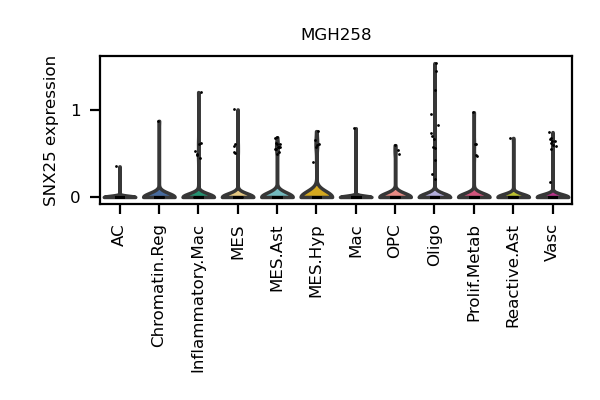 MGH258
SNX25 expression
1
0
AC
Chromatin.Reg
Inflammatory.Mac
MES
MES.Ast
MES.Hyp
Mac
OPC
Oligo
Prolif.Metab
Reactive.Ast
Vasc